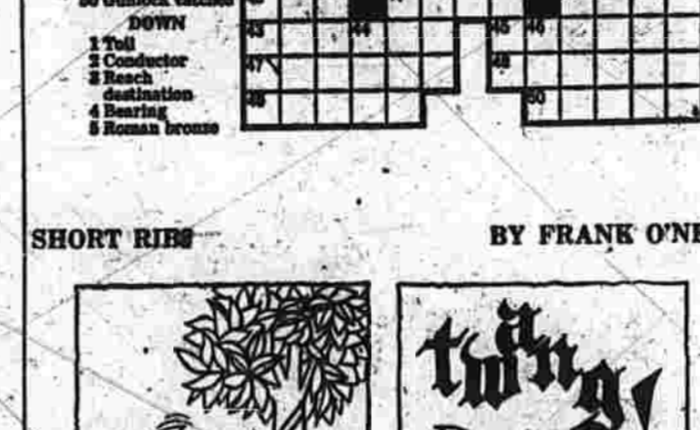 DOWN
1 Toil
2 Conductor
3 Reach
destination
4 Bearing
5 Roman bronze
43 44 45 46
47 48
49 50
SHORT RIBS
BY FRANK O'NE
twang!